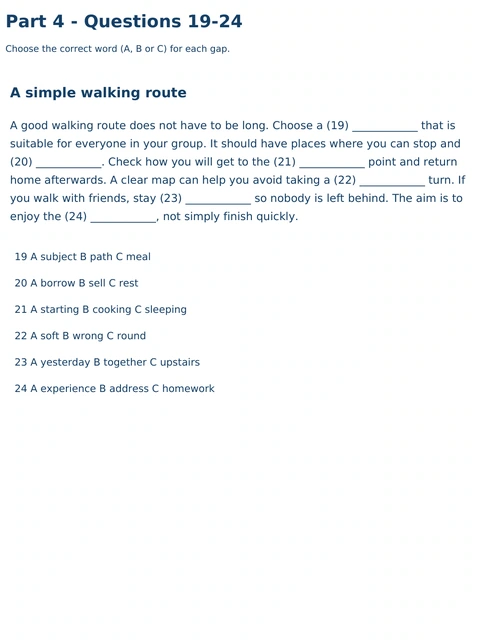 Part 4 - Questions 19-24
Choose the correct word (A, B or C) for each gap.
A simple walking route
A good walking route does not have to be long. Choose a (19) ____________ that is
suitable for everyone in your group. It should have places where you can stop and
(20) ____________. Check how you will get to the (21) ____________ point and return
home afterwards. A clear map can help you avoid taking a (22) ____________ turn. If
you walk with friends, stay (23) ____________ so nobody is left behind. The aim is to
enjoy the (24) ____________, not simply finish quickly.
19 A subject B path C meal
20 A borrow B sell C rest
21 A starting B cooking C sleeping
22 A soft B wrong C round
23 A yesterday B together C upstairs
24 A experience B address C homework